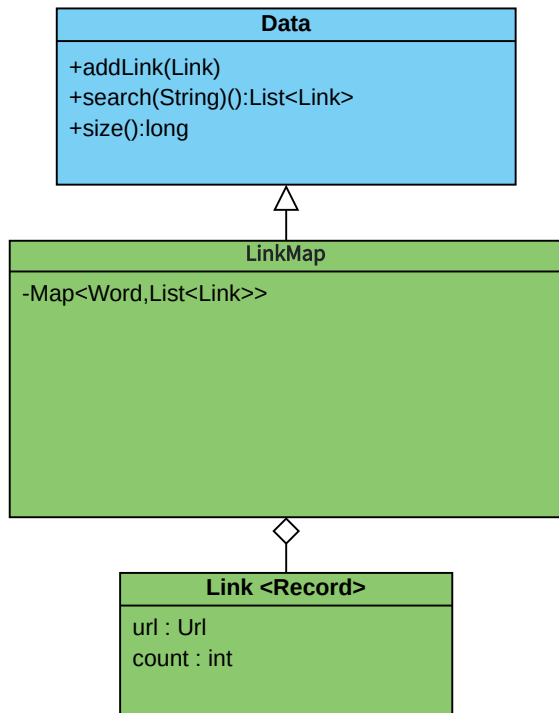 Data
+addLink(Link)
+search(String)():List<Link>
+size():long
LinkMap
-Map<Word,List<Link>>
Link <Record>
url : Url
count : int